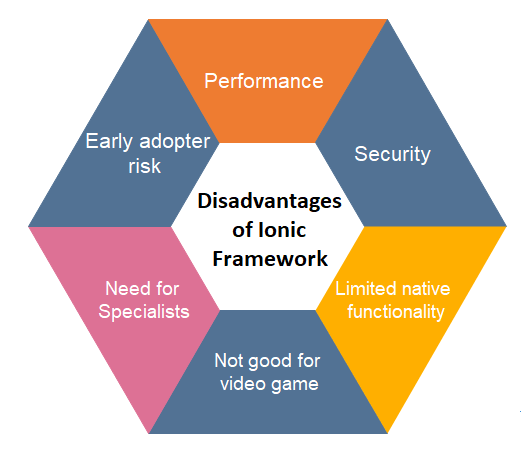 Performance
Security
Limited native
functionality
Not good for
video game
Need for
Specialists
Early adopter
risk
Disadvantages
of Ionic
Framework